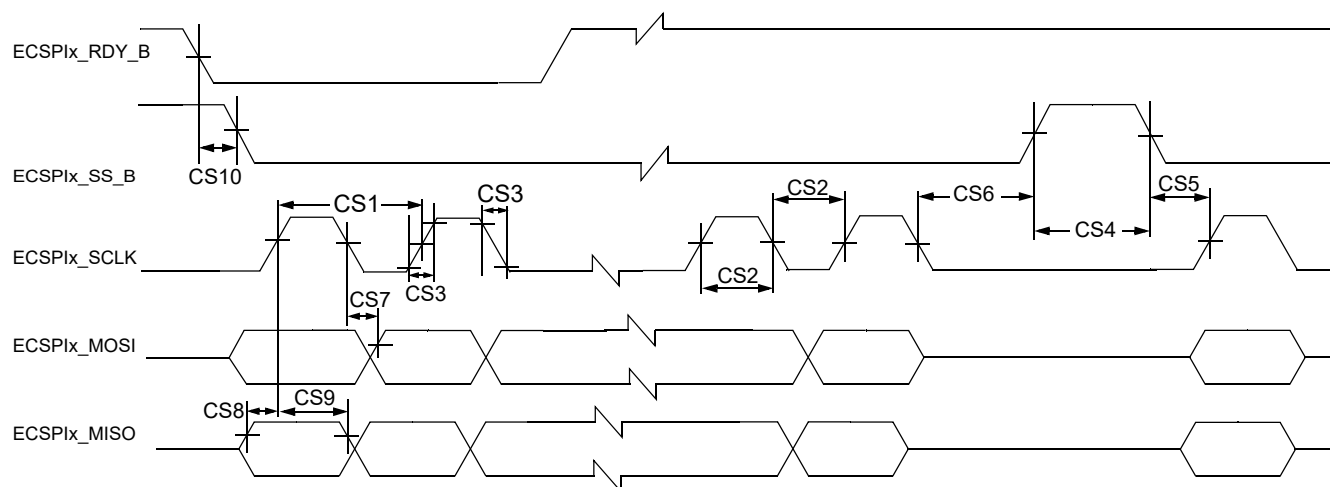 ECSPIx_RDY_B
CS10
ECSPIx_SS_B
CS1
CS3
CS2
CS6
CS5
CS4
ECSPIx_SCLK
CS3
CS2
CS7
ECSPIx_MOSI
CS8
CS9
ECSPIx_MISO